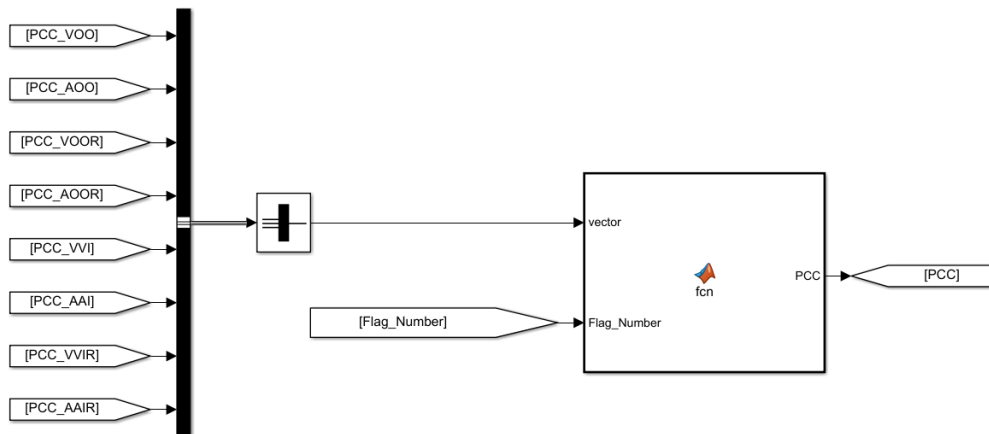 [PCC_VOO]
[PCC_AOO]
[PCC_VOOR]
[PCC_AOOR]
[PCC_VVI]
[PCC_AAI]
[PCC_VVIR]
[PCC_AAIR]
[Flag_Number]
vector
Flag_Number
fcn
PCC
[PCC]